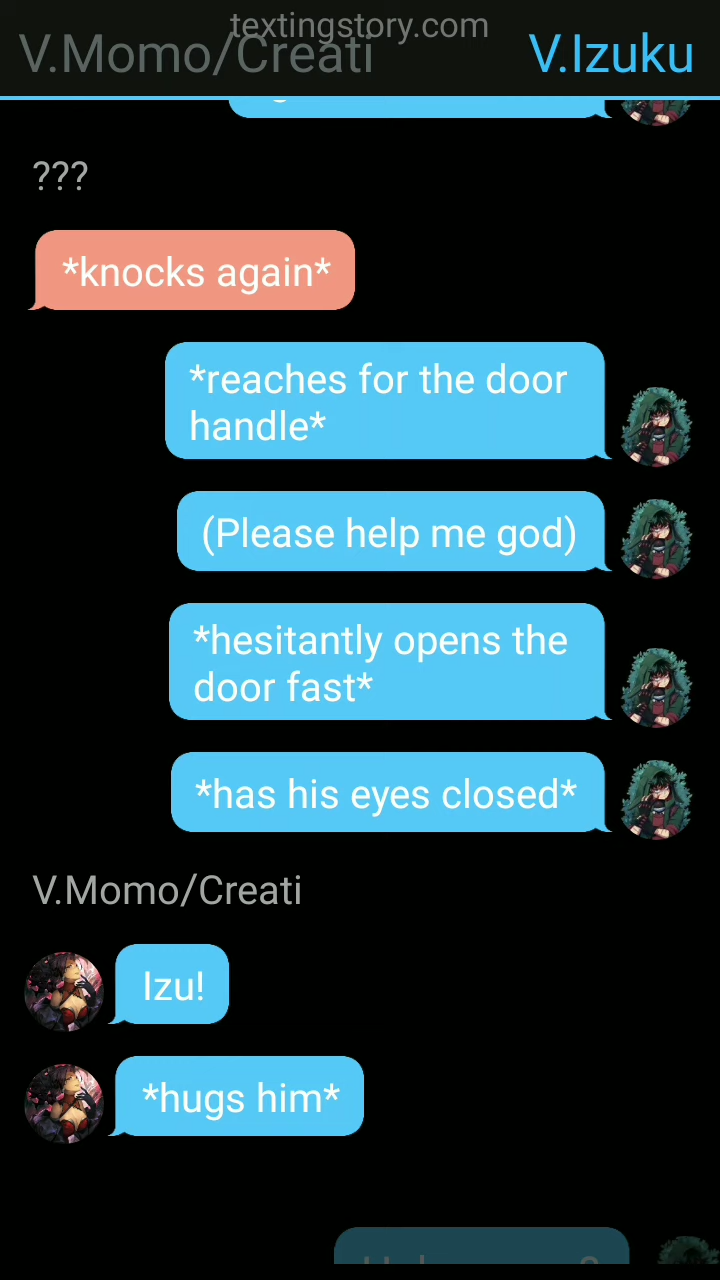 textingstory.com
V.Momo/Creati
V.Izuku
???
*knocks again*
*reaches for the door
handle*
(Please help me god)
*hesitantly opens the
door fast*
*has his eyes closed*
V.Momo/Creati
Izu!
*hugs him*